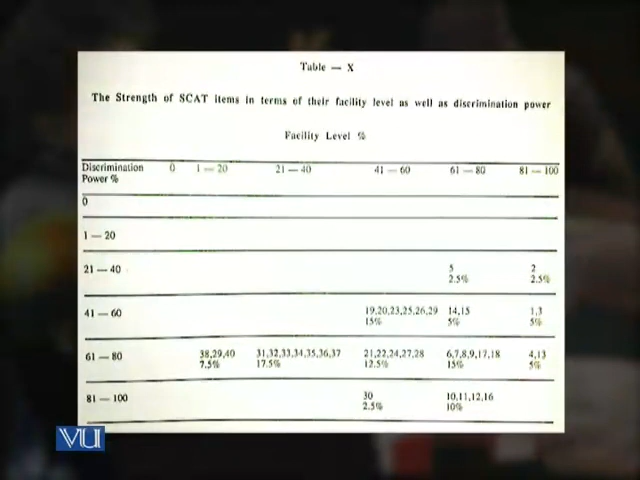 Table — X
The Strength of SCAT items in terms of their facility level as well as discrimination power
Facility Level %
Discrimination 0 1 — 20 21 — 40 41 — 60 61 — 80 81 — 100
Power %
0
1 — 20
21 — 40 5 2
2.5% 2.5%
41 — 60 19,20,23,25,26,29 14,15 1,3
15% 5% 5%
61 — 80 38,29,40 31,32,33,34,35,36,37 21,22,24,27,28 6,7,8,9,17,18 4,13
7.5% 17.5% 12.5% 15% 5%
81 — 100 30 10,11,12,16
2.5% 10%
VU